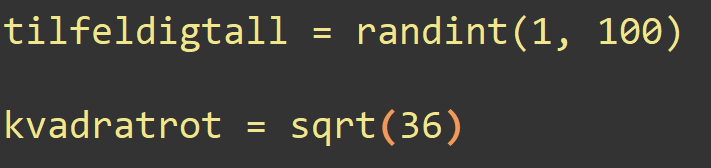 tilfeldigtall = randint(1, 100)
kvadratrot = sqrt(36)